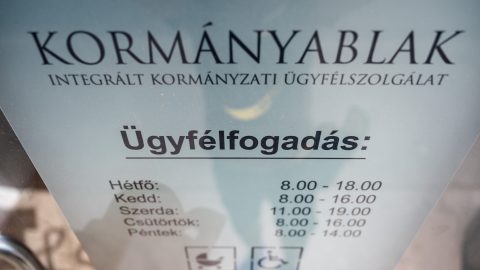 KORMÁNYABLAK
INTEGRÁLT KORMÁNYZATI ÜGYFÉLSZOLGÁLAT
Ügyfélfogadás:
Hétfő: 8.00 - 18.00
Kedd: 8.00 - 16.00
Szerda: 11.00 - 19.00
Csütörtök: 8.00 - 16.00
Péntek: 8.00 - 14.00